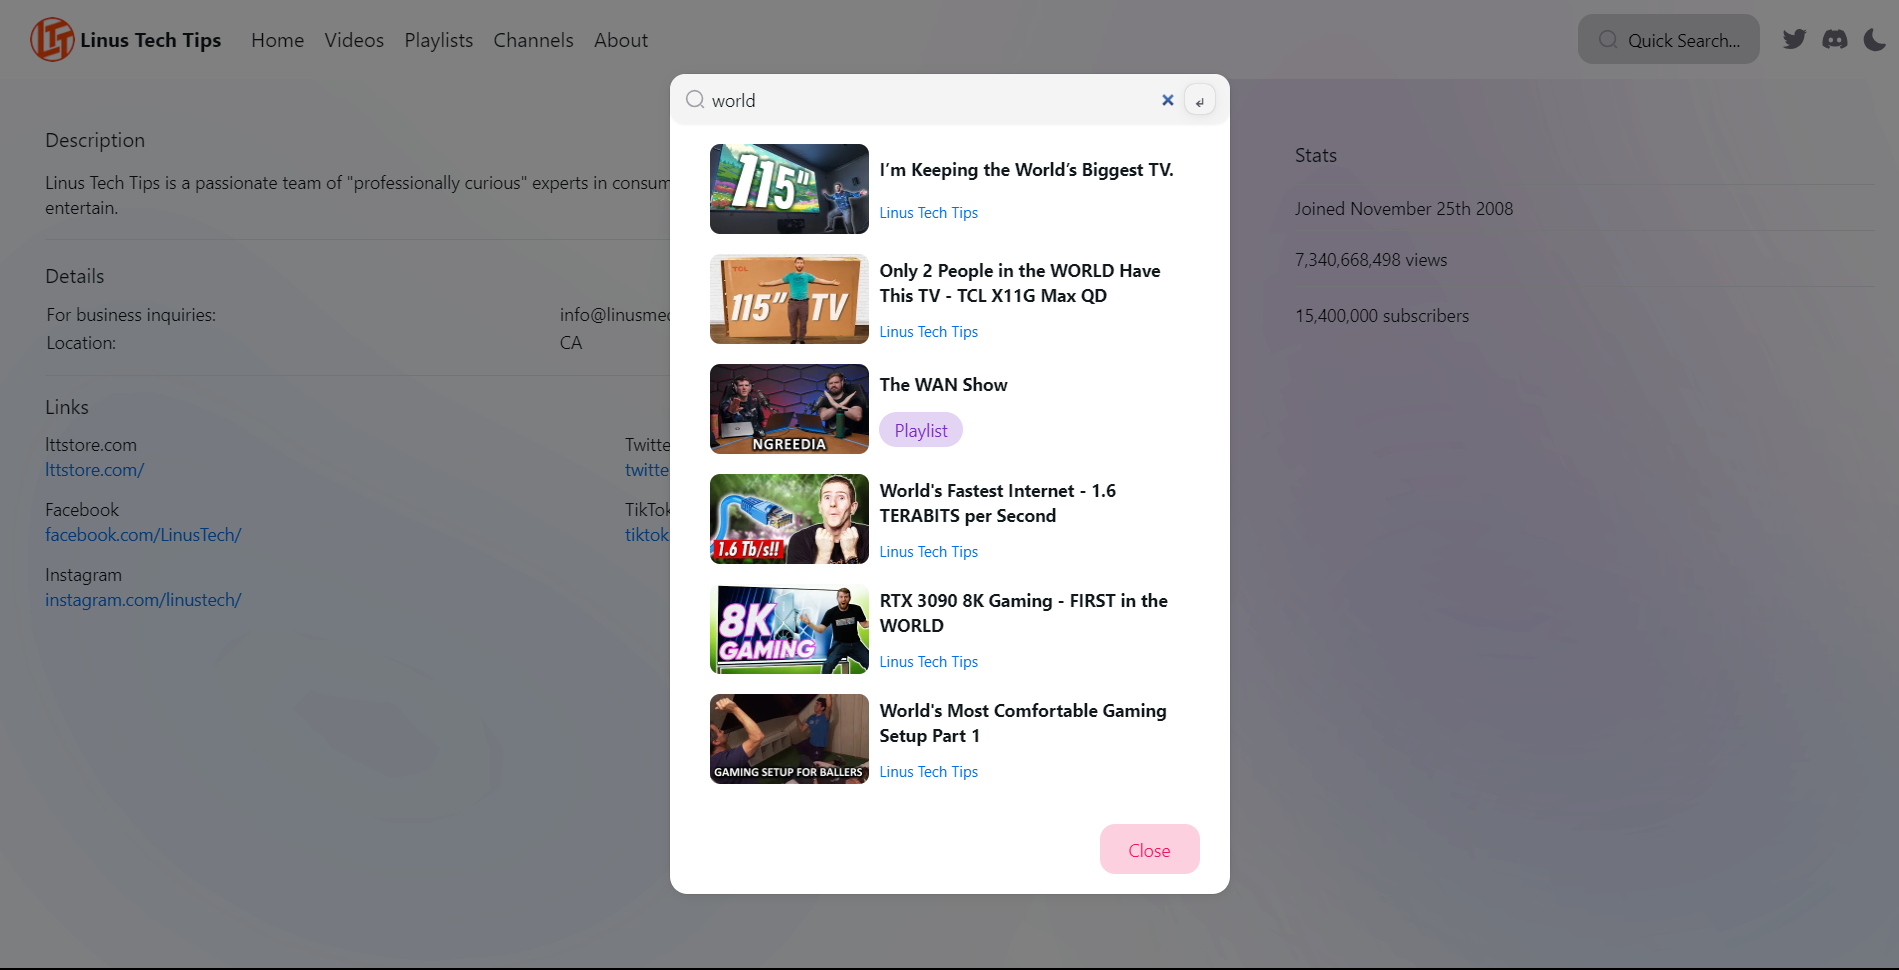 LTT
Linus Tech Tips
Home
Videos
Playlists
Channels
About
Quick Search...
world
Description
Linus Tech Tips is a passionate team of "professionally curious" experts in consum
entertain.
Details
For business inquiries:
info@linusmed
Location:
CA
Links
lttstore.com
lttstore.com/
Twitte
twitte
Facebook
facebook.com/LinusTech/
TikTok
tiktok
Instagram
instagram.com/linustech/
115"
I’m Keeping the World’s Biggest TV.
Linus Tech Tips
TCL
115" TV
Only 2 People in the WORLD Have
This TV - TCL X11G Max QD
Linus Tech Tips
NGREEDIA
The WAN Show
Playlist
1.6 Tb/s!!
World's Fastest Internet - 1.6
TERABITS per Second
Linus Tech Tips
8K
GAMING
RTX 3090 8K Gaming - FIRST in the
WORLD
Linus Tech Tips
GAMING SETUP FOR BALLERS
World's Most Comfortable Gaming
Setup Part 1
Linus Tech Tips
Close
Stats
Joined November 25th 2008
7,340,668,498 views
15,400,000 subscribers